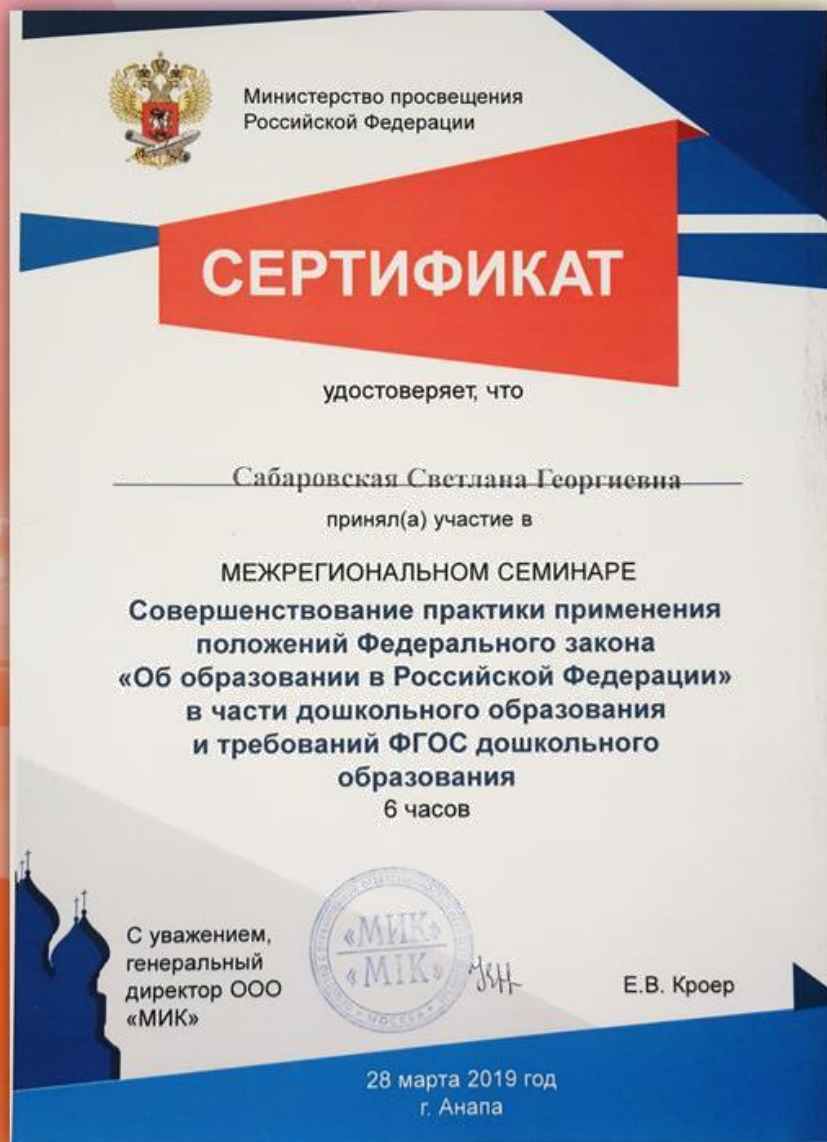 Министерство просвещения
Российской Федерации
СЕРТИФИКАТ
удостоверяет, что
Сабаровская Светлана Георгиевна
принял(а) участие в
МЕЖРЕГИОНАЛЬНОМ СЕМИНАРЕ
Совершенствование практики применения
положений Федерального закона
«Об образовании в Российской Федерации»
в части дошкольного образования
и требований ФГОС дошкольного
образования
6 часов
С уважением,
генеральный
директор ООО
«МИК»
«МИК»
«MIK»
МОСКВА
Е.В. Кроер
28 марта 2019 год
г. Анапа